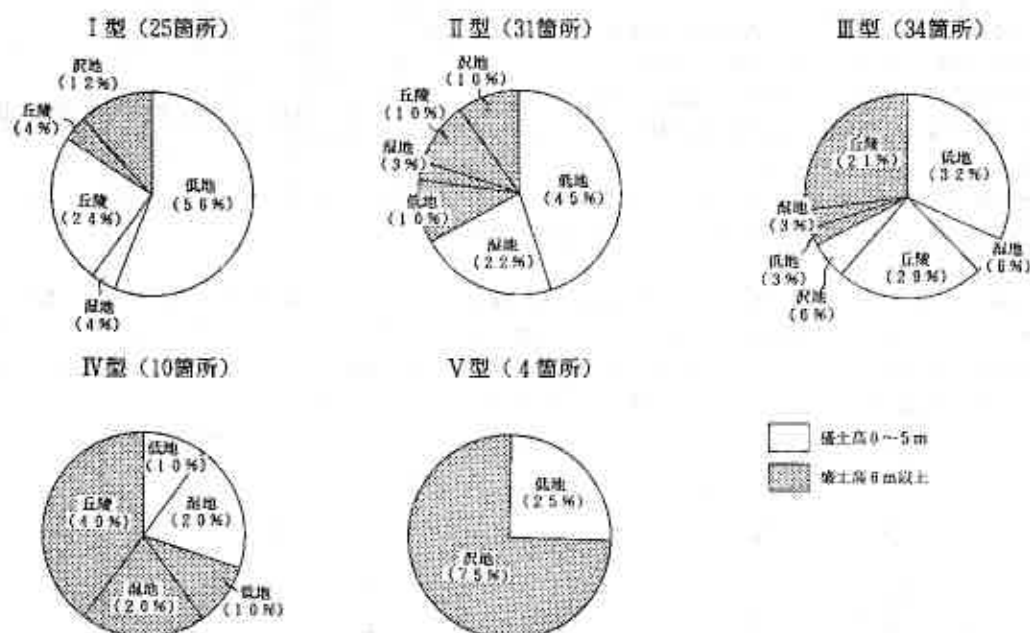 I型（25箇所）
沢地
（12%）
丘陵
（4%）
低地
（56%）
丘陵
（24%）
湿地
（4%）
II型（31箇所）
沢地
（10%）
丘陵
（10%）
湿地
（3%）
低地
（10%）
低地
（45%）
湿地
（22%）
III型（34箇所）
丘陵
（21%）
低地
（32%）
湿地
（3%）
低地
（3%）
沢地
（6%）
丘陵
（29%）
湿地
（6%）
IV型（10箇所）
低地
（10%）
湿地
（20%）
丘陵
（40%）
湿地
（20%）
低地
（10%）
V型（4箇所）
低地
（25%）
沢地
（75%）
盛土高0～5m
盛土高6m以上